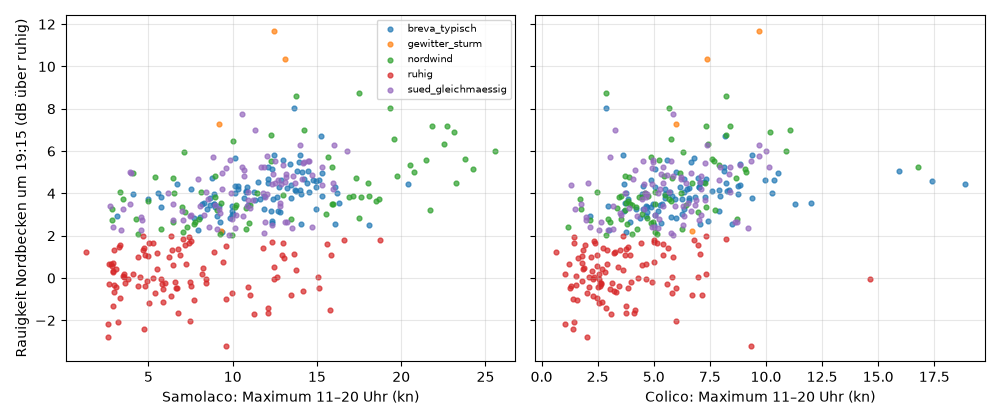 Rauigkeit Nordbecken um 19:15 (dB über ruhig)
12
10
8
6
4
2
0
−2
breva_typisch
gewitter_sturm
nordwind
ruhig
sued_gleichmaessig
5 10 15 20 25
Samolaco: Maximum 11–20 Uhr (kn)
0.0 2.5 5.0 7.5 10.0 12.5 15.0 17.5
Colico: Maximum 11–20 Uhr (kn)